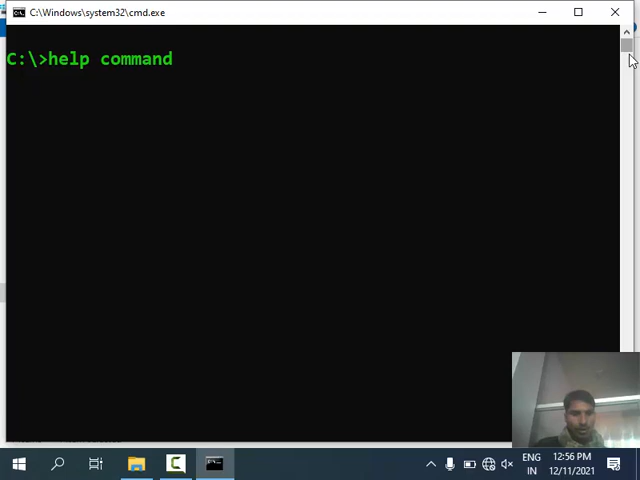 C:\Windows\system32\cmd.exe
C:\>help command
ENG
IN
12:56 PM
12/11/2021